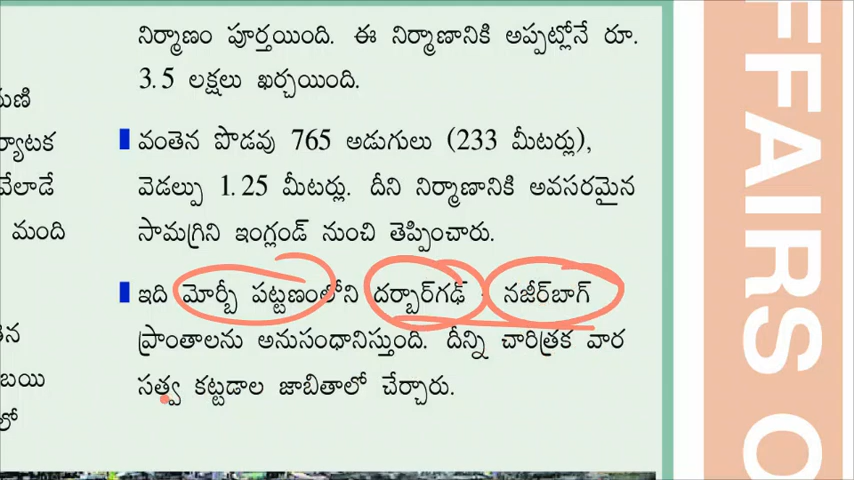 నిర్మాణం పూర్తయింది. ఈ నిర్మాణానికి అప్పట్లోనే రూ.
3.5 లక్షలు ఖర్చయింది.
వంతెన పొడవు 765 అడుగులు (233 మీటర్లు),
వెడల్పు 1.25 మీటర్లు. దీని నిర్మాణానికి అవసరమైన
సామగ్రిని ఇంగ్లండ్ నుంచి తెప్పించారు.
ఇది మోర్బీ పట్టణంలోని దర్బార్‌గఢ్ - నజీర్‌బాగ్
ప్రాంతాలను అనుసంధానిస్తుంది. దీన్ని చారిత్రక వార
సత్వ కట్టడాల జాబితాలో చేర్చారు.
మంది
FFAIRS O